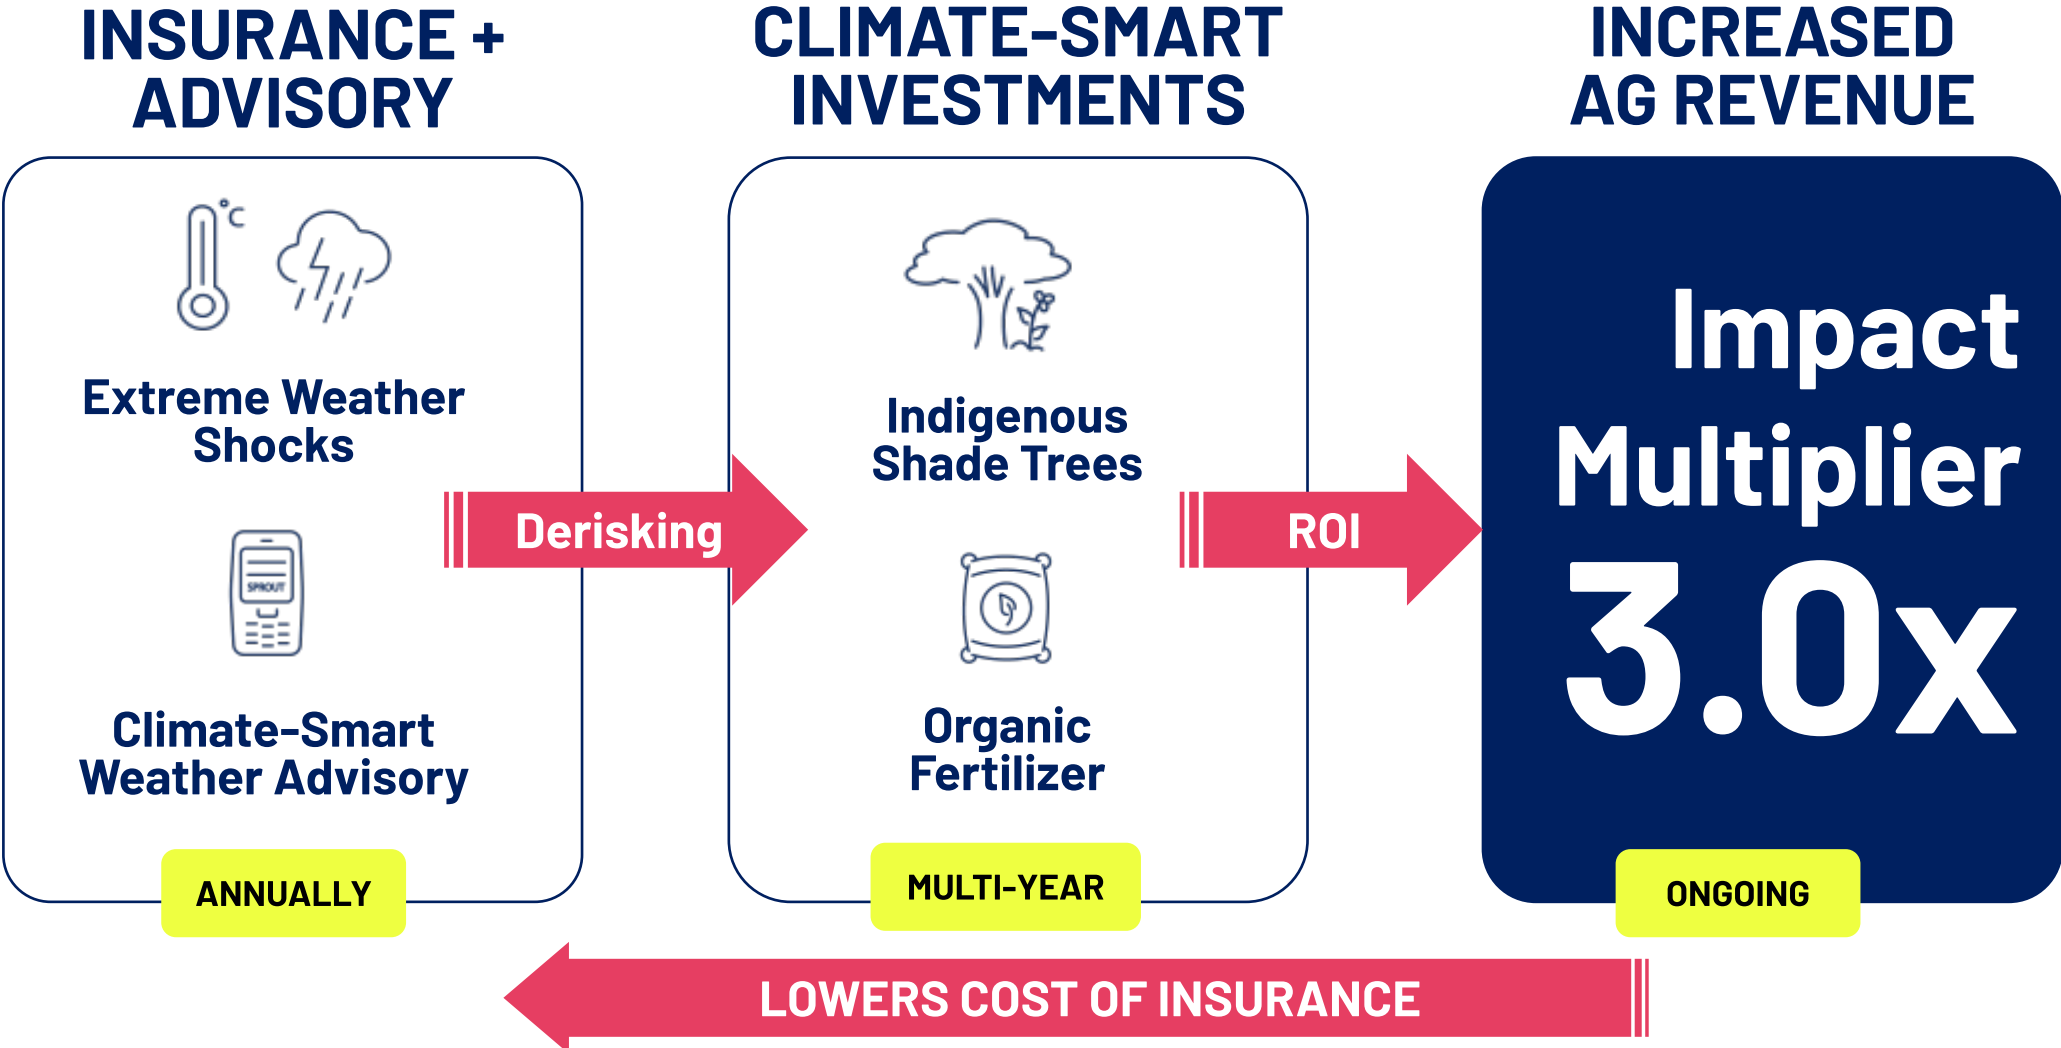 INSURANCE +
ADVISORY
°C
Extreme Weather
Shocks
SPROUT
Climate-Smart
Weather Advisory
ANNUALLY
Derisking
CLIMATE-SMART
INVESTMENTS
Indigenous
Shade Trees
Organic
Fertilizer
MULTI-YEAR
ROI
INCREASED
AG REVENUE
Impact
Multiplier
3.0x
ONGOING
LOWERS COST OF INSURANCE